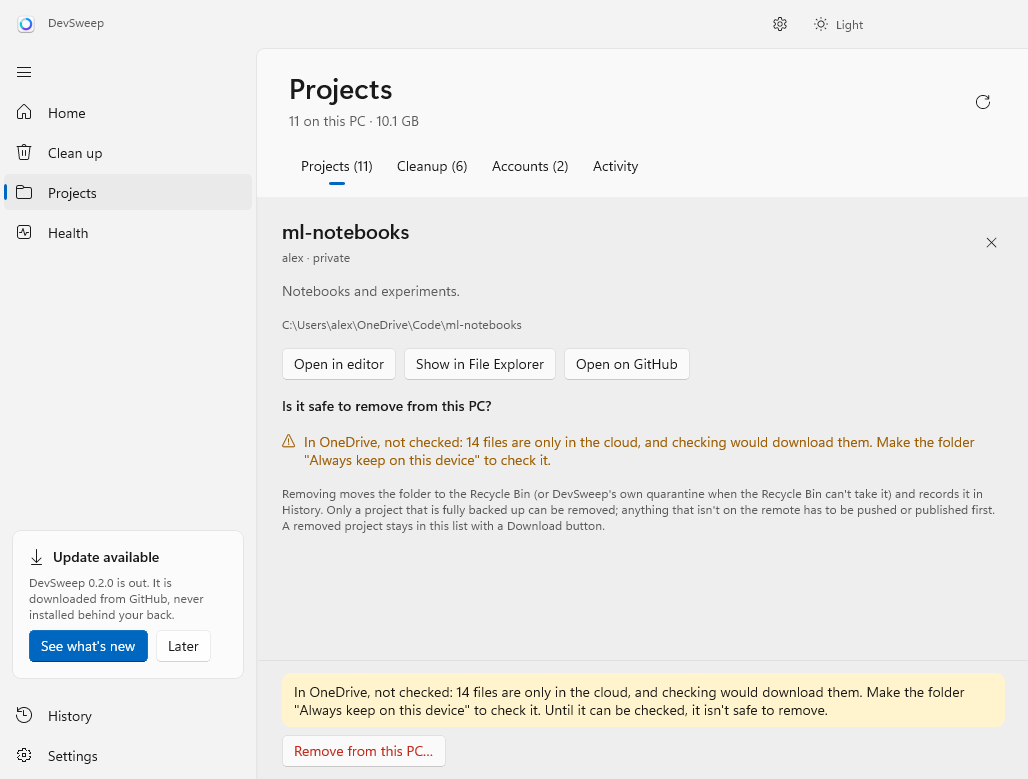 DevSweep
Light
Home
Clean up
Projects
Health
Update available
DevSweep 0.2.0 is out. It is
downloaded from GitHub, never
installed behind your back.
See what's new
Later
History
Settings
Projects
11 on this PC · 10.1 GB
Projects (11)
Cleanup (6)
Accounts (2)
Activity
ml-notebooks
alex · private
Notebooks and experiments.
C:\Users\alex\OneDrive\Code\ml-notebooks
Open in editor
Show in File Explorer
Open on GitHub
Is it safe to remove from this PC?
In OneDrive, not checked: 14 files are only in the cloud, and checking would download them. Make the folder
"Always keep on this device" to check it.
Removing moves the folder to the Recycle Bin (or DevSweep's own quarantine when the Recycle Bin can't take it) and records it in
History. Only a project that is fully backed up can be removed; anything that isn't on the remote has to be pushed or published first.
A removed project stays in this list with a Download button.
In OneDrive, not checked: 14 files are only in the cloud, and checking would download them. Make the folder
"Always keep on this device" to check it. Until it can be checked, it isn't safe to remove.
Remove from this PC...